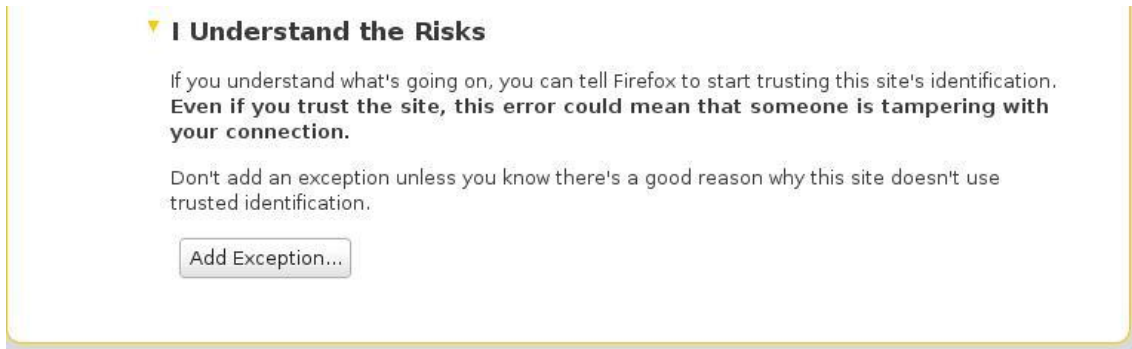 I Understand the Risks
If you understand what's going on, you can tell Firefox to start trusting this site's identification.
Even if you trust the site, this error could mean that someone is tampering with
your connection.
Don't add an exception unless you know there's a good reason why this site doesn't use
trusted identification.
Add Exception...